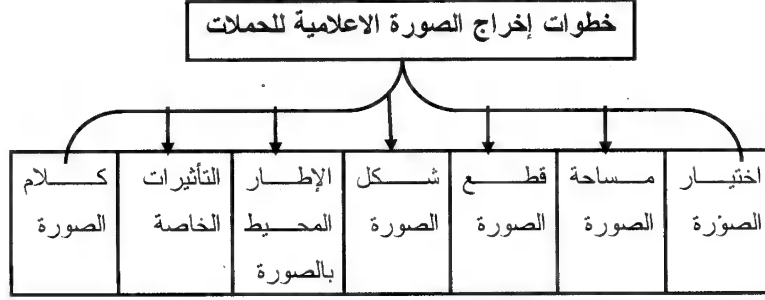 خطوات إخراج الصورة الاعلامية للحملات
اختيار
الصورة
مساحة
الصورة
قطع
الصورة
شكل
الصورة
الإطار
المحيط
بالصورة
التأثيرات
الخاصة
كلام
الصورة